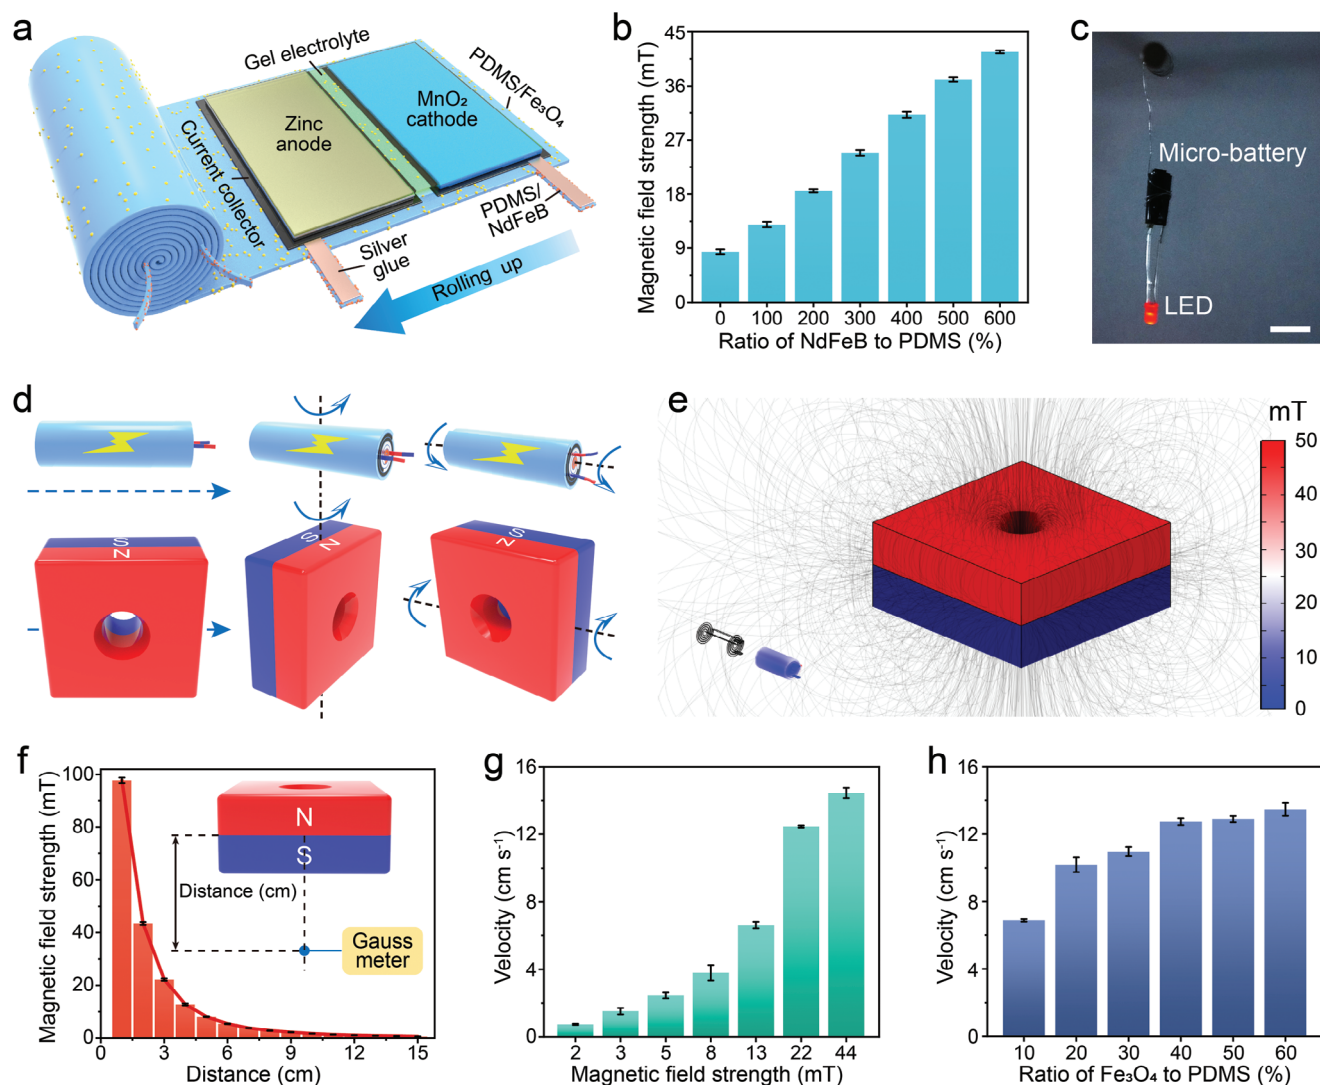 a
Gel electrolyte
PDMS/Fe₃O₄
MnO₂
cathode
Zinc
anode
Current collector
PDMS/
NdFeB
Silver
glue
Rolling up
b
Magnetic field strength (mT)
45
36
27
18
9
0
0 100 200 300 400 500 600
Ratio of NdFeB to PDMS (%)
c
Micro-battery
LED
d
S
N
S
N
S
N
e
mT
50
40
30
20
10
0
f
Magnetic field strength (mT)
100
80
60
40
20
0
N
S
Distance (cm)
Gauss
meter
0 3 6 9 12 15
Distance (cm)
g
Velocity (cm s⁻¹)
16
12
8
4
0
2 3 5 8 13 22 44
Magnetic field strength (mT)
h
Velocity (cm s⁻¹)
16
12
8
4
0
10 20 30 40 50 60
Ratio of Fe₃O₄ to PDMS (%)